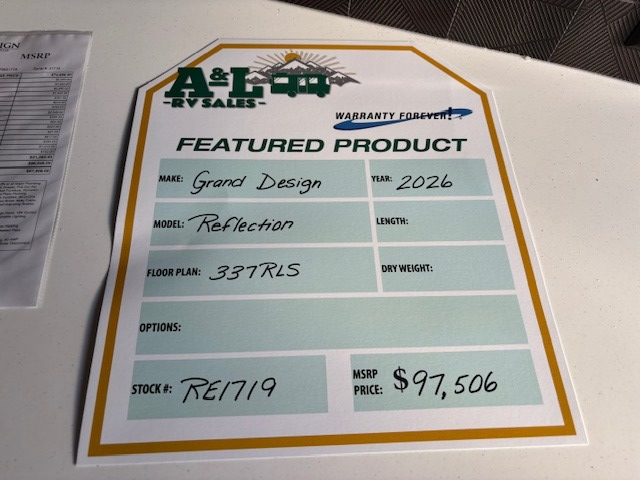 MSRP
A&L
-RV SALES-
WARRANTY FOREVER!
FEATURED PRODUCT
MAKE: Grand Design
YEAR: 2026
MODEL: Reflection
LENGTH:
FLOOR PLAN: 337RLS
DRY WEIGHT:
OPTIONS:
STOCK #: RE1719
MSRP PRICE: $97,506